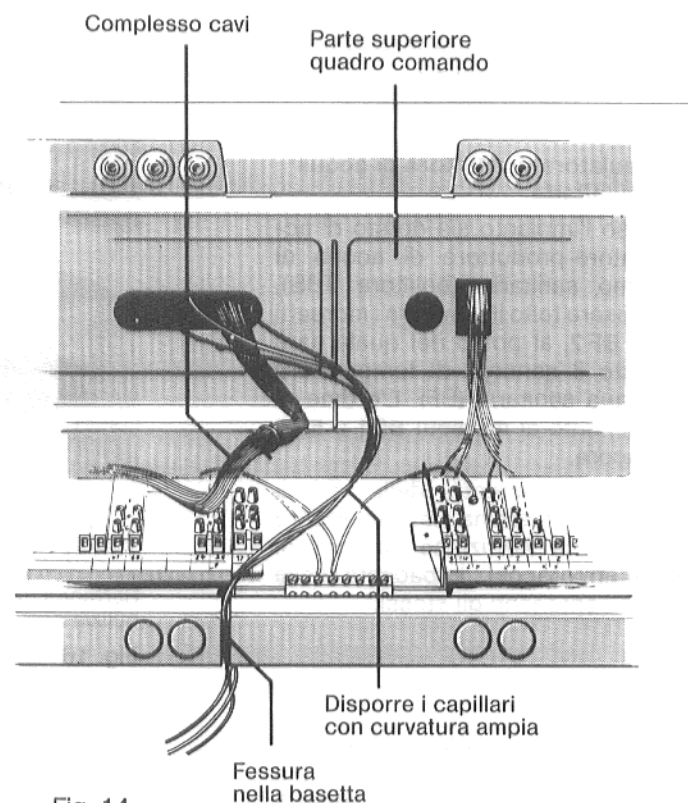 Complesso cavi
Parte superiore
quadro comando
Disporre i capillari
con curvatura ampia
Fessura
nella basetta
Fig. 14